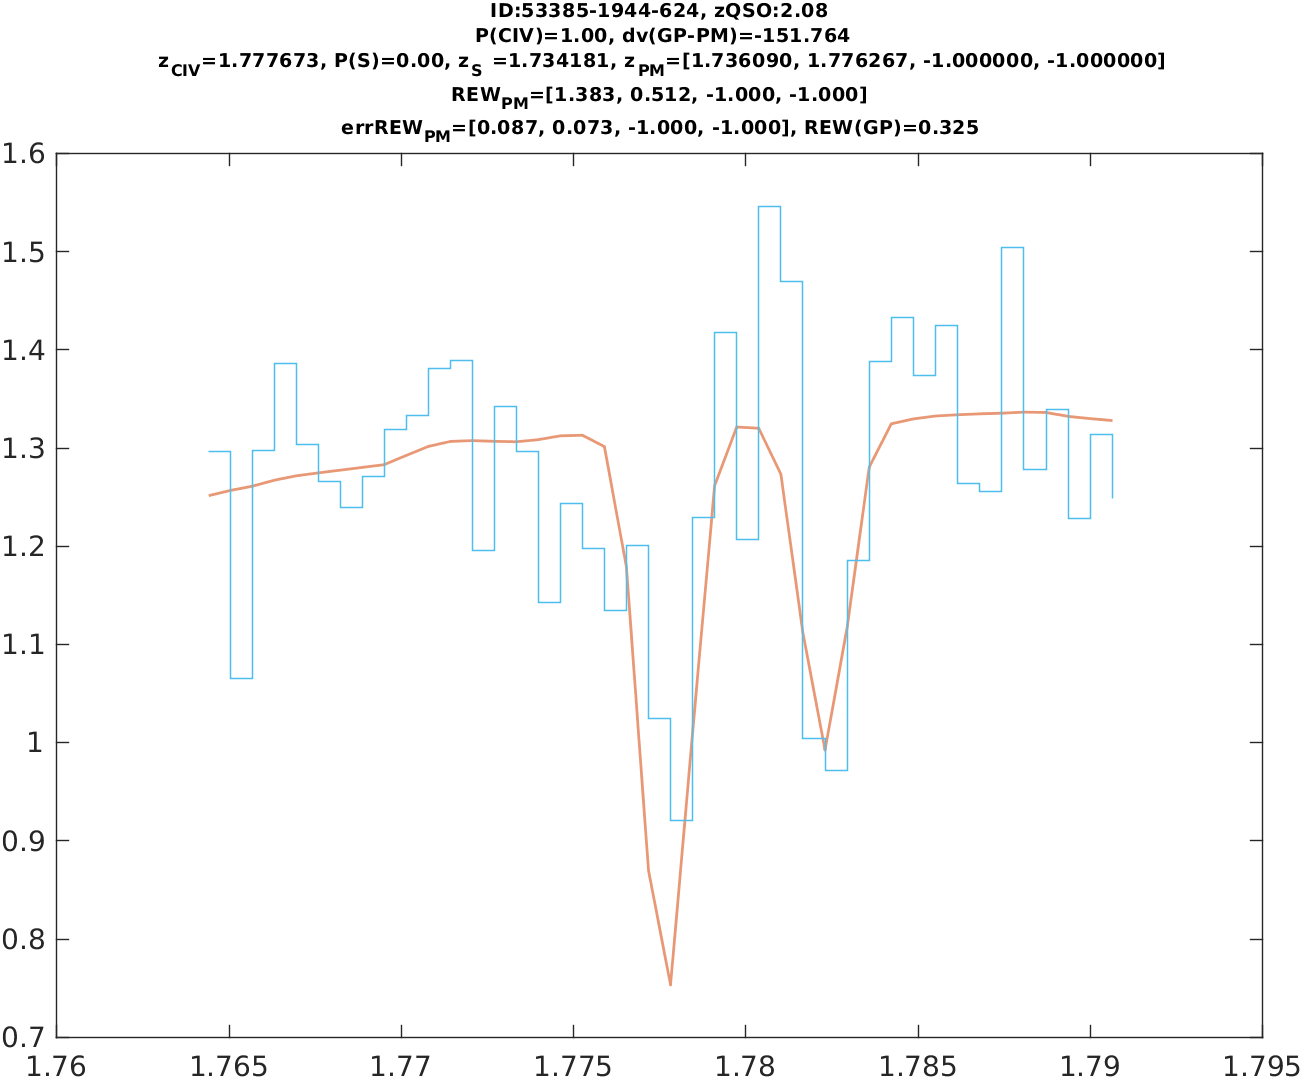 ID:53385-1944-624, zQSO:2.08
P(CIV)=1.00, dv(GP-PM)=-151.764
zCIV=1.777673, P(S)=0.00, zS =1.734181, zPM=[1.736090, 1.776267, -1.000000, -1.000000]
REWPM=[1.383, 0.512, -1.000, -1.000]
errREWPM=[0.087, 0.073, -1.000, -1.000], REW(GP)=0.325
1.6
1.5
1.4
1.3
1.2
1.1
1
0.9
0.8
0.7
1.76 1.765 1.77 1.775 1.78 1.785 1.79 1.795